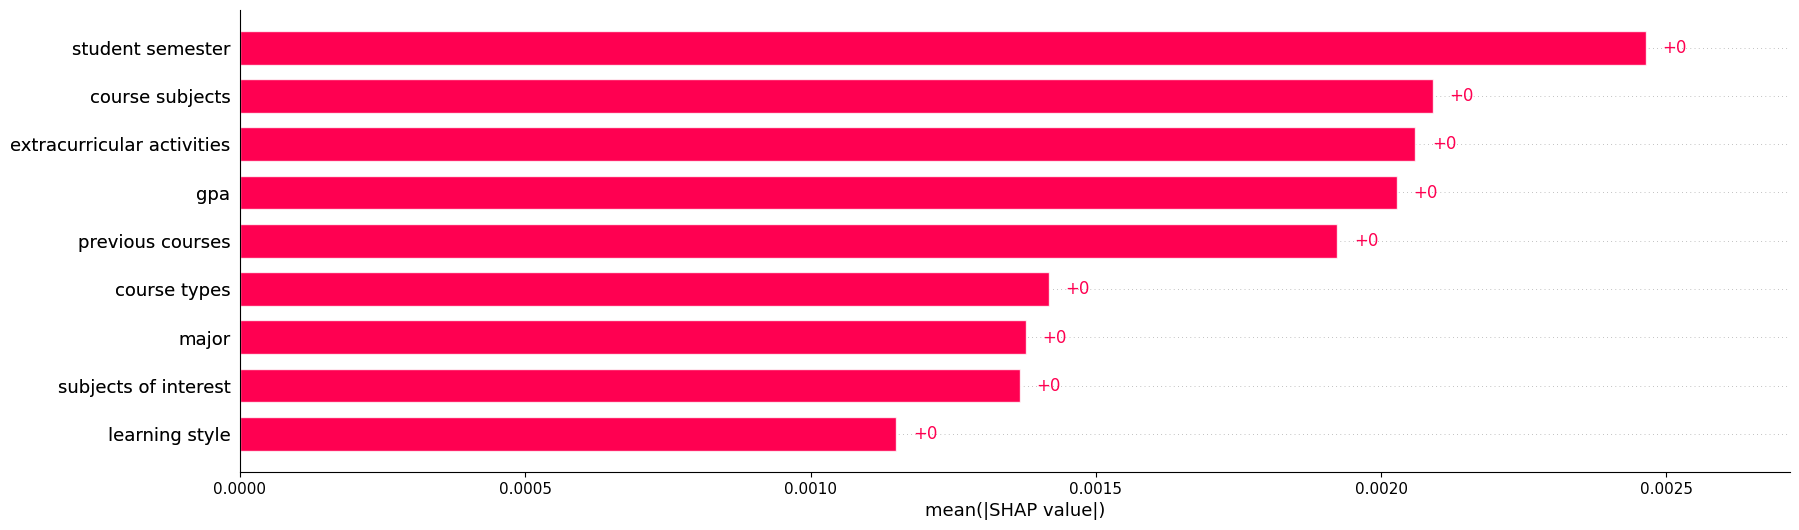 student semester +0
course subjects +0
extracurricular activities +0
gpa +0
previous courses +0
course types +0
major +0
subjects of interest +0
learning style +0
0.0000 0.0005 0.0010 0.0015 0.0020 0.0025
mean(|SHAP value|)